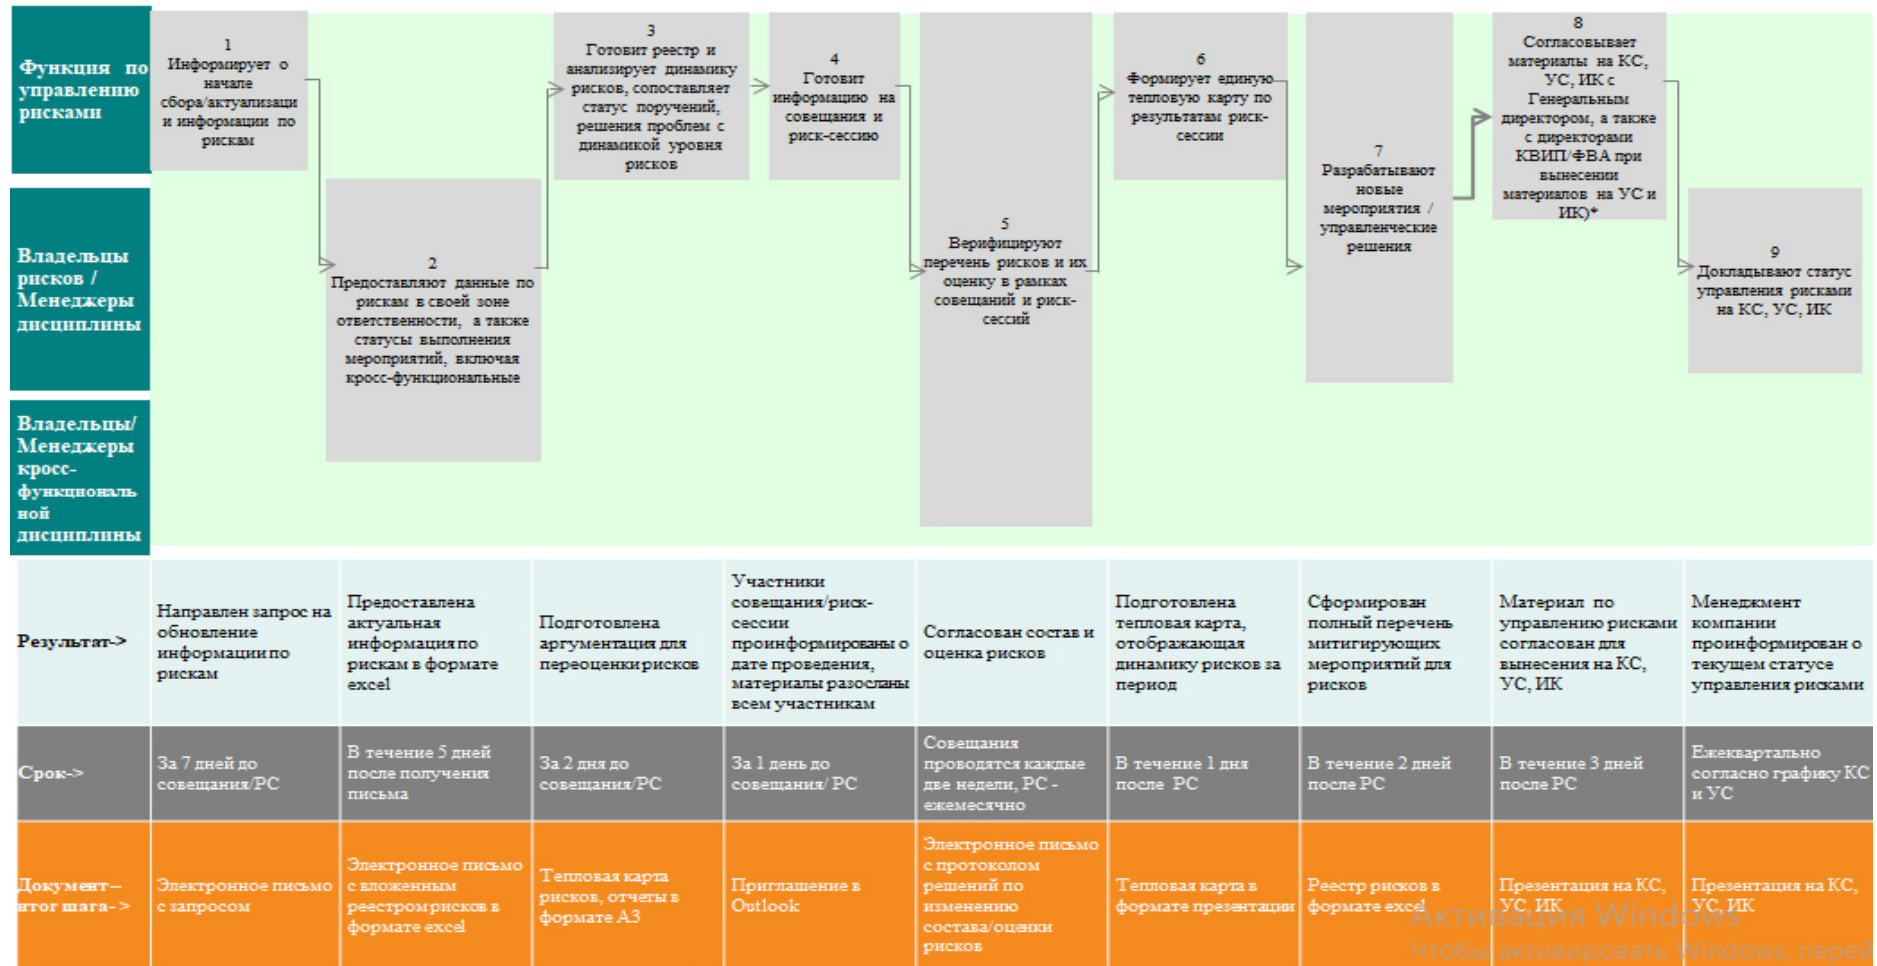 Функция по
управлению
рисками
1
Информирует о
начале
сбора/актуализаци
и информации по
рискам
3
Готовит реестр и
анализирует динамику
рисков, сопоставляет
статус поручений,
решения проблем с
динамикой уровня
рисков
4
Готовит
информацию на
совещания и
риск-сессию
6
Формирует единую
тепловую карту по
результатам риск-
сессии
8
Согласовывает
материалы на КС,
УС, ИК с
Генеральным
директором, а также
с директорами
КВИП/ФВА при
вынесении
материалов на УС и
ИК)*
Владельцы
рисков /
Менеджеры
дисциплины
2
Предоставляют данные по
рискам в своей зоне
ответственности, а также
статусы выполнения
мероприятий, включая
кросс-функциональные
5
Верифицируют
перечень рисков и их
оценку в рамках
совещаний и риск-
сессий
7
Разрабатывают
новые
мероприятия /
управленческие
решения
9
Докладывают статус
управления рисками
на КС, УС, ИК
Владельцы/
Менеджеры
кросс-
функциональ
ной
дисциплины
Результат->
Направлен запрос на
обновление
информации по
рискам
Предоставлена
актуальная
информация по
рискам в формате
excel
Подготовлена
аргументация для
переоценки рисков
Участники
совещания/риск-
сессии
проинформированы о
дате проведения,
материалы разосланы
всем участникам
Согласован состав и
оценка рисков
Подготовлена
тепловая карта,
отображающая
динамику рисков за
период
Сформирован
полный перечень
митигирующих
мероприятий для
рисков
Материал по
управлению рисками
согласован для
вынесения на КС,
УС, ИК
Менеджмент
компании
проинформирован о
текущем статусе
управления рисками
Срок->
За 7 дней до
совещания/РС
В течение 5 дней
после получения
письма
За 2 дня до
совещания/РС
За 1 день до
совещания/ РС
Совещания
проводятся каждые
две недели, РС -
ежемесячно
В течение 1 дня
после РС
В течение 2 дней
после РС
В течение 3 дней
после РС
Ежеквартально
согласно графику КС
и УС
Документ –
итог шага->
Электронное письмо
с запросом
Электронное письмо
с вложенным
реестром рисков в
формате excel
Тепловая карта
рисков, отчеты в
формате А3
Приглашение в
Outlook
Электронное письмо
с протоколом
решений по
изменению
состава/оценки
рисков
Тепловая карта в
формате презентации
Реестр рисков в
формате excel
Презентация на КС,
УС, ИК
Презентация на КС,
УС, ИК
Активация Windows
Чтобы активировать Windows, перей